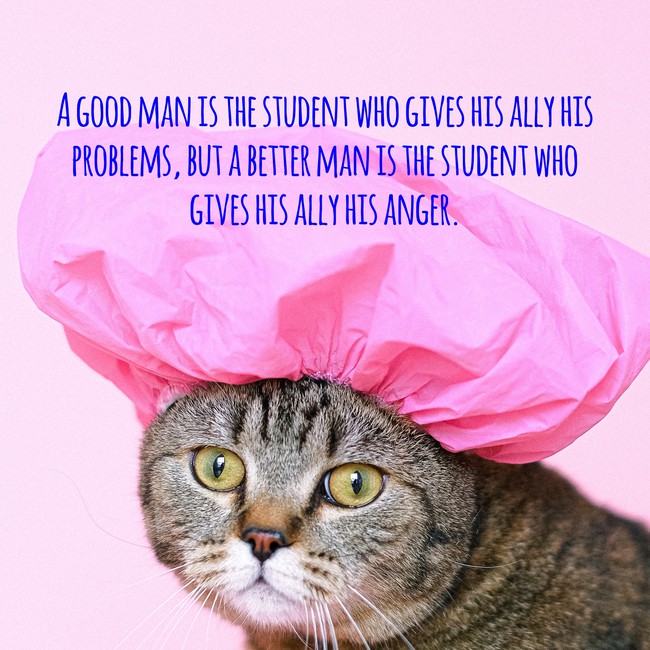 A GOOD MAN IS THE STUDENT WHO GIVES HIS ALLY HIS
PROBLEMS, BUT A BETTER MAN IS THE STUDENT WHO
GIVES HIS ALLY HIS ANGER.